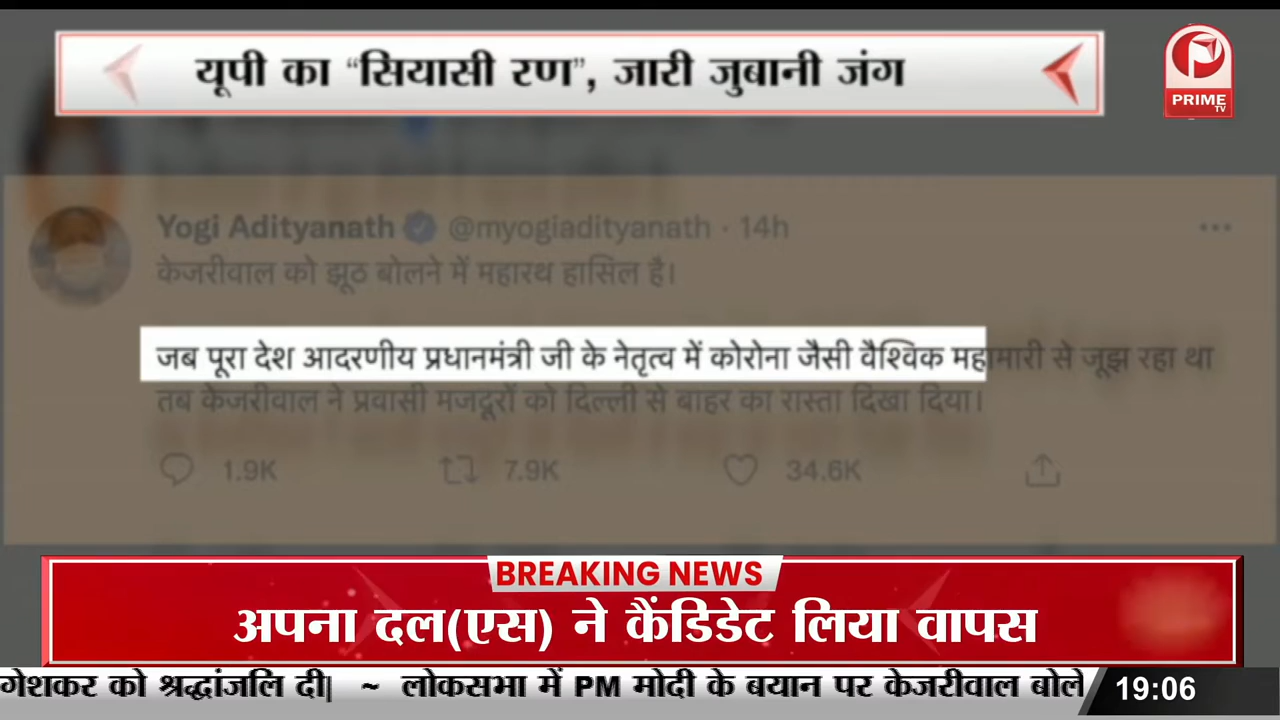 यूपी का “सियासी रण”, जारी जुबानी जंग
PRIME
TV
Yogi Adityanath @myogiadityanath · 14h
केजरीवाल को झूठ बोलने में महारथ हासिल है।
जब पूरा देश आदरणीय प्रधानमंत्री जी के नेतृत्व में कोरोना जैसी वैश्विक महामारी से जूझ रहा था
तब केजरीवाल ने प्रवासी मजदूरों को दिल्ली से बाहर का रास्ता दिखा दिया।
1.9K 7.9K 34.6K
BREAKING NEWS
अपना दल(एस) ने कैंडिडेट लिया वापस
गेशकर को श्रद्धांजलि दी| ~ लोकसभा में PM मोदी के बयान पर केजरीवाल बोले
19:06